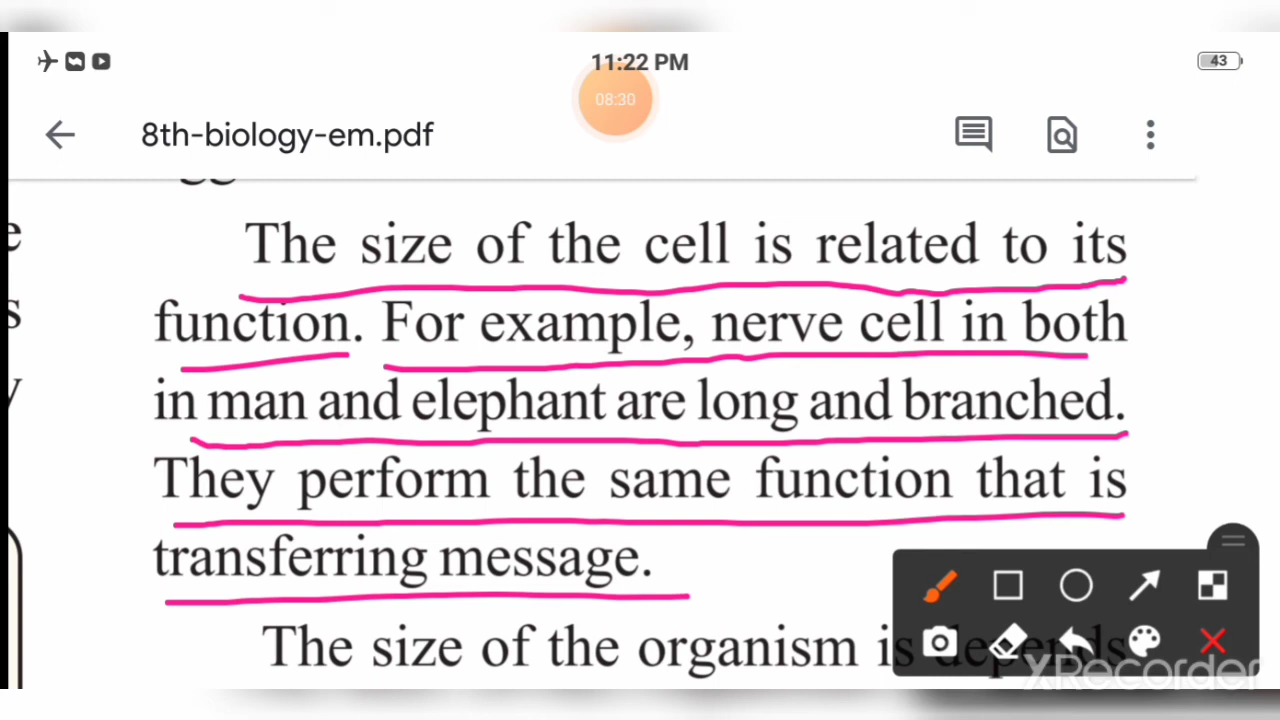 11:22 PM
43
08:30
8th-biology-em.pdf
The size of the cell is related to its
function. For example, nerve cell in both
in man and elephant are long and branched.
They perform the same function that is
transferring message.
The size of the organism is depends
XRecorder